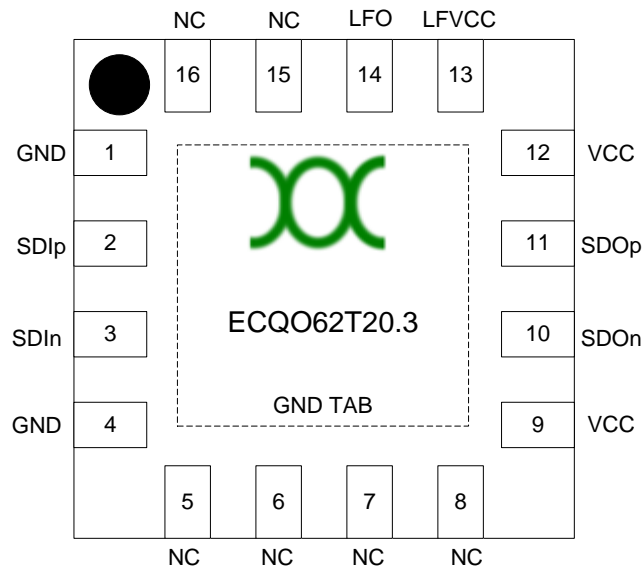 NC NC LFO LFVCC
16 15 14 13
GND 1 12 VCC
SDIp 2 11 SDOp
ECQO62T20.3
SDIn 3 10 SDOn
GND TAB
GND 4 9 VCC
5 6 7 8
NC NC NC NC